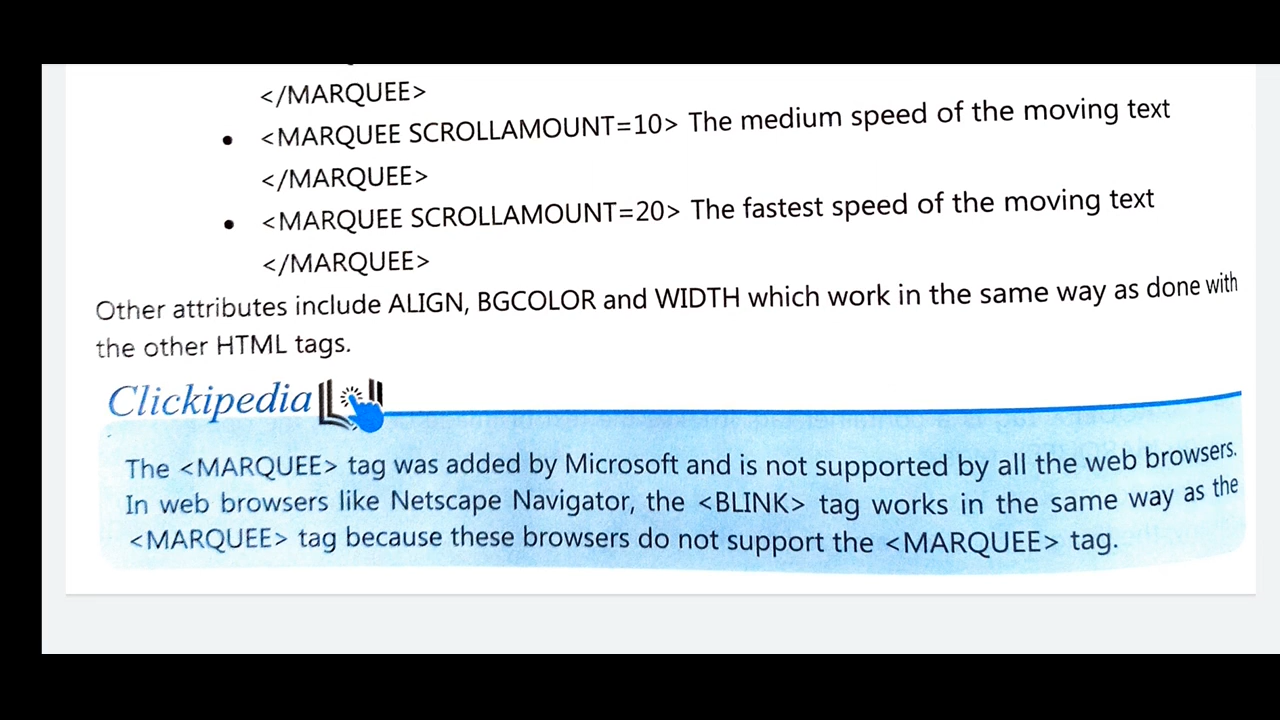 </MARQUEE>
• <MARQUEE SCROLLAMOUNT=10> The medium speed of the moving text
</MARQUEE>
• <MARQUEE SCROLLAMOUNT=20> The fastest speed of the moving text
</MARQUEE>
Other attributes include ALIGN, BGCOLOR and WIDTH which work in the same way as done with
the other HTML tags.
Clickipedia
The <MARQUEE> tag was added by Microsoft and is not supported by all the web browsers.
In web browsers like Netscape Navigator, the <BLINK> tag works in the same way as the
<MARQUEE> tag because these browsers do not support the <MARQUEE> tag.